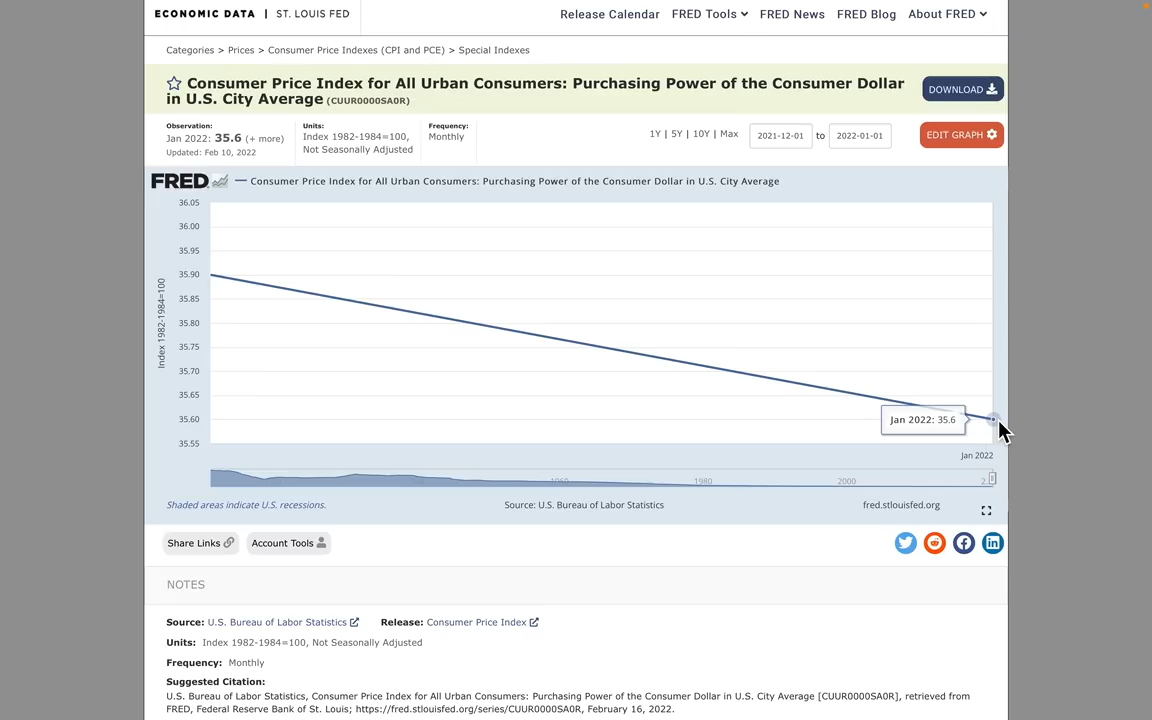 ECONOMIC DATA | ST. LOUIS FED
Release Calendar FRED Tools FRED News FRED Blog About FRED
Categories > Prices > Consumer Price Indexes (CPI and PCE) > Special Indexes
Consumer Price Index for All Urban Consumers: Purchasing Power of the Consumer Dollar
in U.S. City Average (CUUR0000SA0R)
DOWNLOAD
Observation:
Jan 2022: 35.6 (+ more)
Updated: Feb 10, 2022
Units:
Index 1982-1984=100,
Not Seasonally Adjusted
Frequency:
Monthly
1Y | 5Y | 10Y | Max
2021-12-01 to 2022-01-01
EDIT GRAPH
FRED
Consumer Price Index for All Urban Consumers: Purchasing Power of the Consumer Dollar in U.S. City Average
Index 1982-1984=100
36.05
36.00
35.95
35.90
35.85
35.80
35.75
35.70
35.65
35.60
35.55
Jan 2022: 35.6
Jan 2022
1960 1980 2000
Shaded areas indicate U.S. recessions.
Source: U.S. Bureau of Labor Statistics
fred.stlouisfed.org
Share Links
Account Tools
NOTES
Source: U.S. Bureau of Labor Statistics Release: Consumer Price Index
Units: Index 1982-1984=100, Not Seasonally Adjusted
Frequency: Monthly
Suggested Citation:
U.S. Bureau of Labor Statistics, Consumer Price Index for All Urban Consumers: Purchasing Power of the Consumer Dollar in U.S. City Average [CUUR0000SA0R], retrieved from
FRED, Federal Reserve Bank of St. Louis; https://fred.stlouisfed.org/series/CUUR0000SA0R, February 16, 2022.